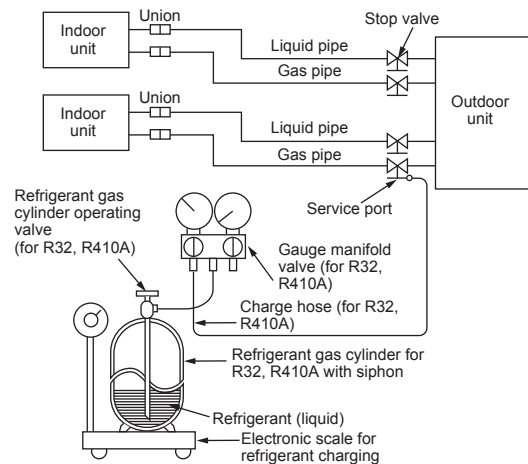 Indoor
unit
Union
Liquid pipe
Gas pipe
Stop valve
Outdoor
unit
Indoor
unit
Union
Liquid pipe
Gas pipe
Service port
Refrigerant gas
cylinder operating
valve
(for R32, R410A)
Gauge manifold
valve (for R32,
R410A)
Charge hose (for R32,
R410A)
Refrigerant gas cylinder for
R32, R410A with siphon
Refrigerant (liquid)
Electronic scale for
refrigerant charging